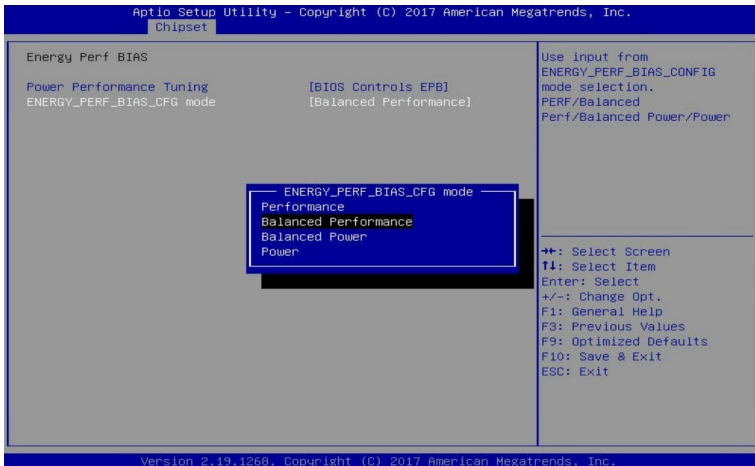 Aptio Setup Utility – Copyright (C) 2017 American Megatrends, Inc.
Chipset
Energy Perf BIAS
Power Performance Tuning [BIOS Controls EPB]
ENERGY_PERF_BIAS_CFG mode [Balanced Performance]
ENERGY_PERF_BIAS_CFG mode
Performance
Balanced Performance
Balanced Power
Power
Use input from
ENERGY_PERF_BIAS_CONFIG
mode selection.
PERF/Balanced
Perf/Balanced Power/Power
→←: Select Screen
↑↓: Select Item
Enter: Select
+/-: Change Opt.
F1: General Help
F3: Previous Values
F9: Optimized Defaults
F10: Save & Exit
ESC: Exit
Version 2.19.1268. Copyright (C) 2017 American Megatrends, Inc.